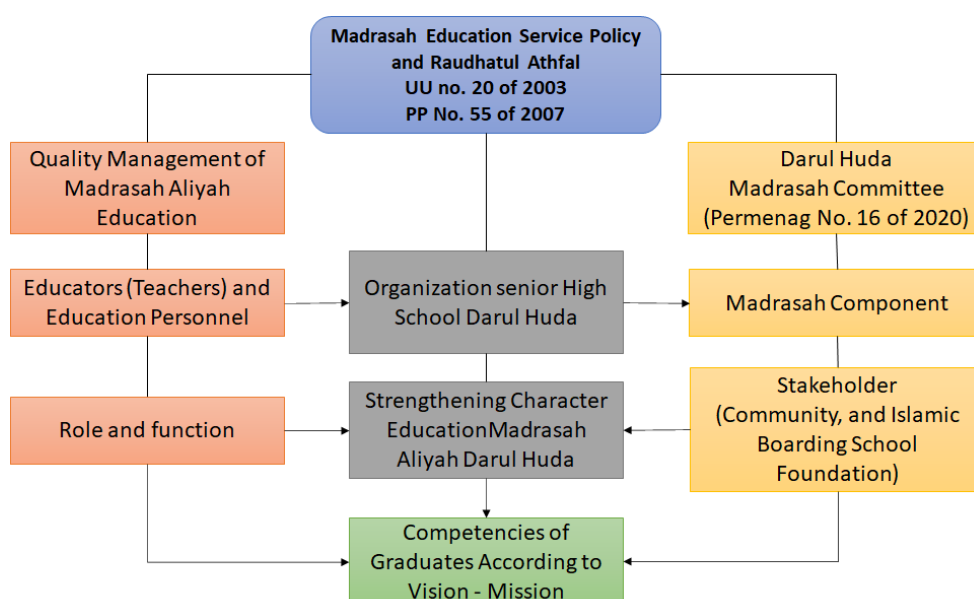 Madrasah Education Service Policy
and Raudhatul Athfal
UU no. 20 of 2003
PP No. 55 of 2007
Quality Management of
Madrasah Aliyah
Education
Darul Huda
Madrasah Committee
(Permenag No. 16 of 2020)
Educators (Teachers) and
Education Personnel
Organization senior High
School Darul Huda
Madrasah Component
Role and function
Strengthening Character
EducationMadrasah
Aliyah Darul Huda
Stakeholder
(Community, and Islamic
Boarding School
Foundation)
Competencies of
Graduates According to
Vision - Mission